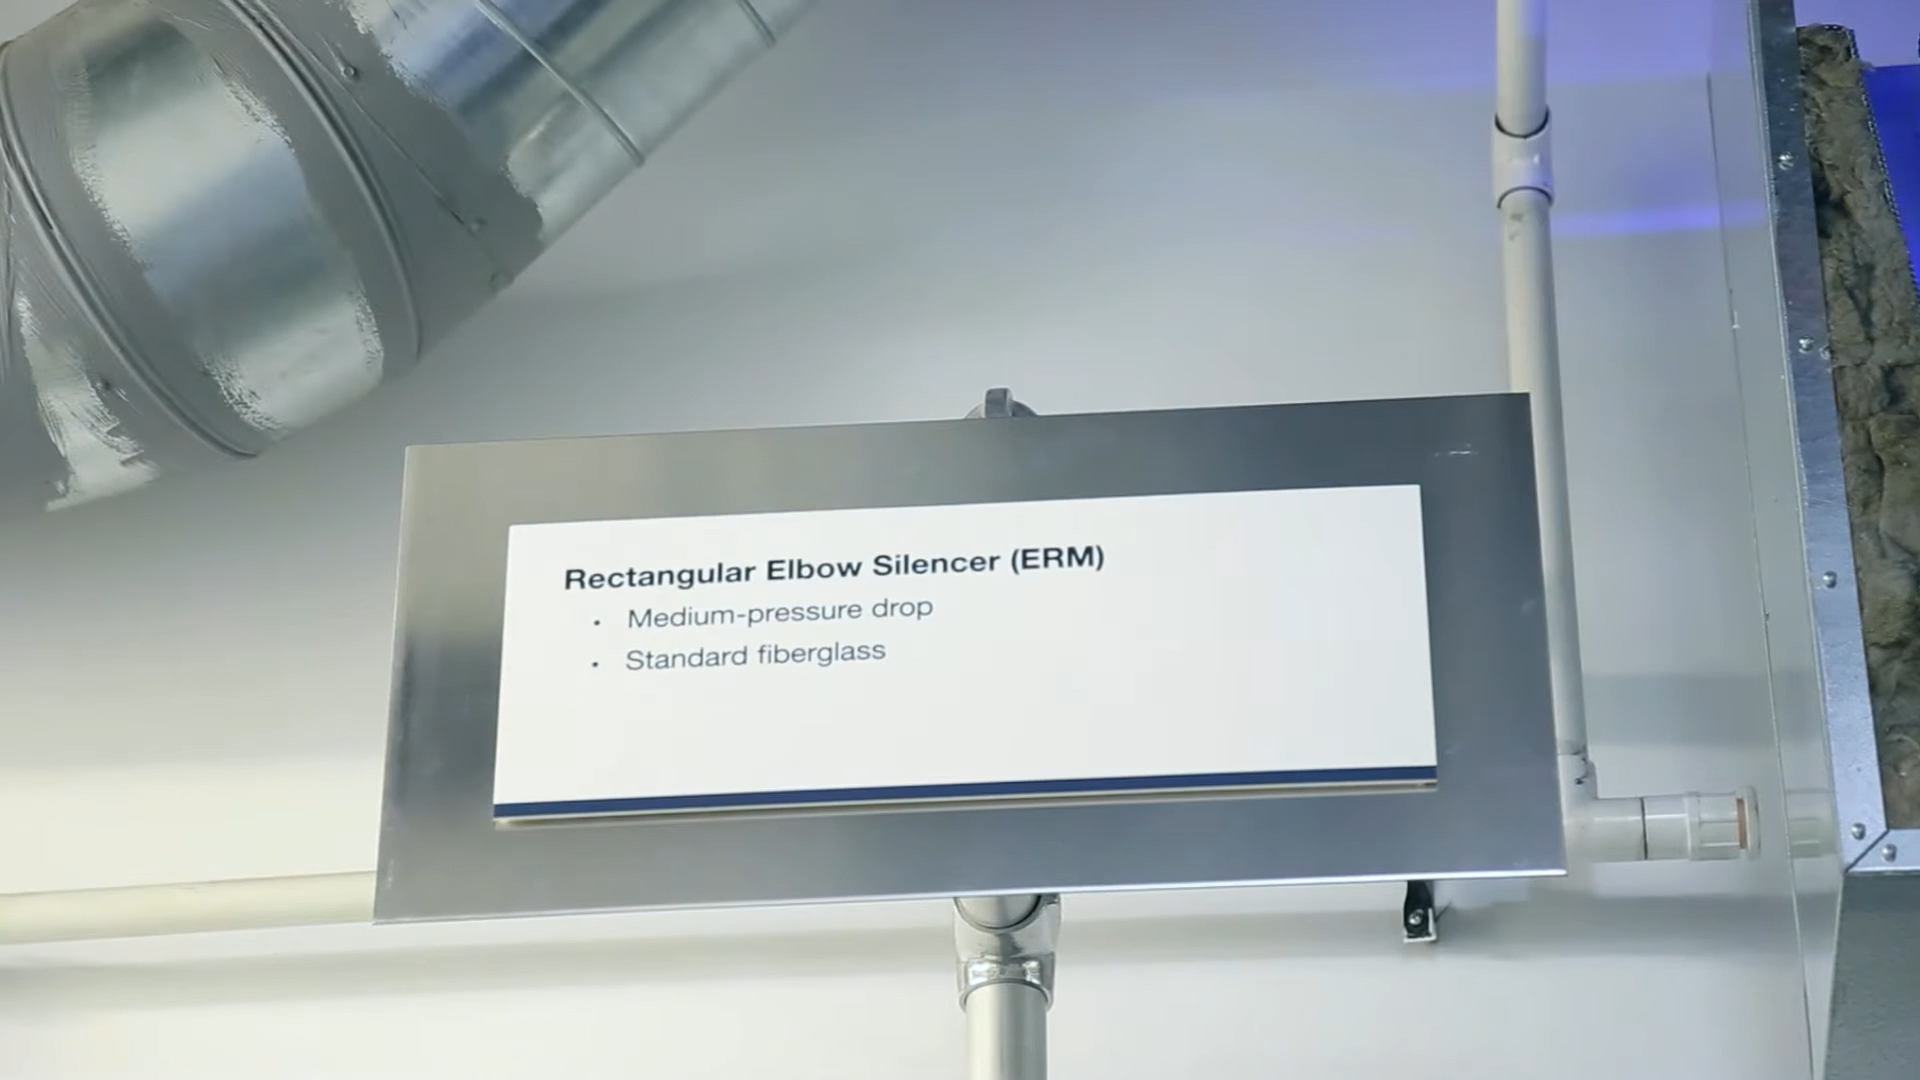 Rectangular Elbow Silencer (ERM)
• Medium-pressure drop
• Standard fiberglass